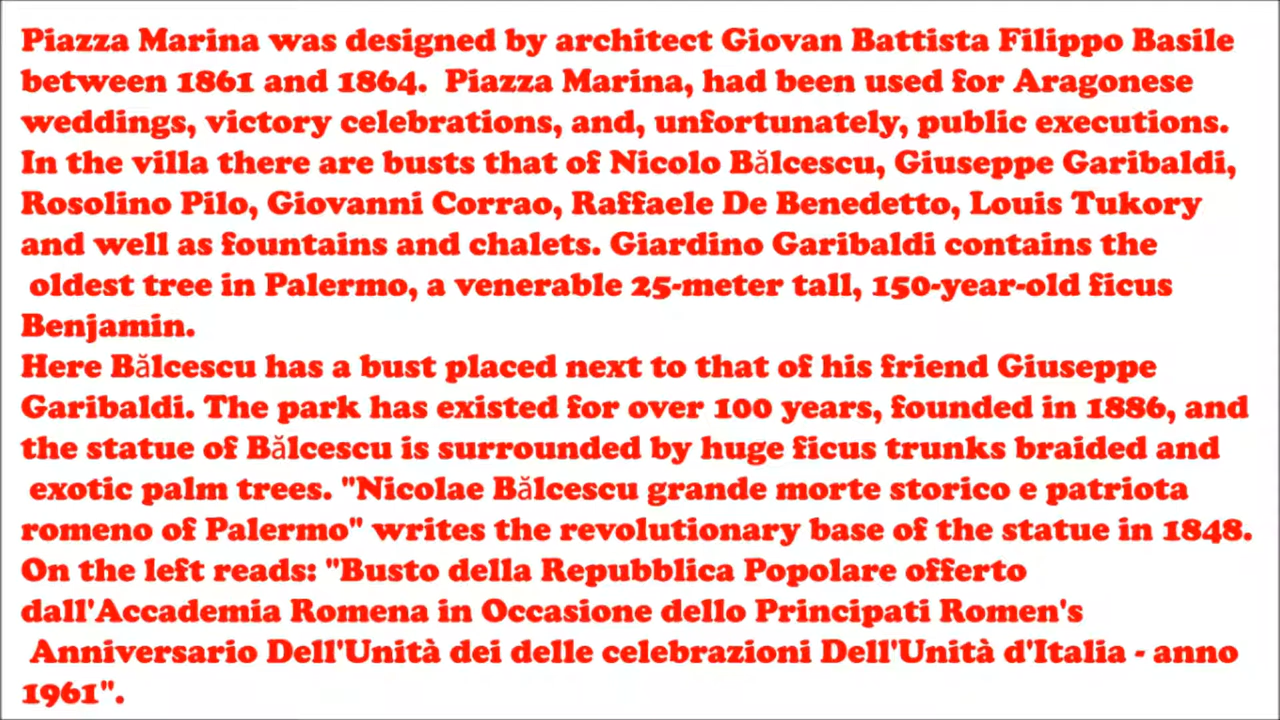 Piazza Marina was designed by architect Giovan Battista Filippo Basile
between 1861 and 1864.  Piazza Marina, had been used for Aragonese
weddings, victory celebrations, and, unfortunately, public executions.
In the villa there are busts that of Nicolo Bălcescu, Giuseppe Garibaldi,
Rosolino Pilo, Giovanni Corrao, Raffaele De Benedetto, Louis Tukory
and well as fountains and chalets. Giardino Garibaldi contains the
oldest tree in Palermo, a venerable 25-meter tall, 150-year-old ficus
Benjamin.
Here Bălcescu has a bust placed next to that of his friend Giuseppe
Garibaldi. The park has existed for over 100 years, founded in 1886, and
the statue of Bălcescu is surrounded by huge ficus trunks braided and
exotic palm trees. "Nicolae Bălcescu grande morte storico e patriota
romeno of Palermo" writes the revolutionary base of the statue in 1848.
On the left reads: "Busto della Repubblica Popolare offerto
dall'Accademia Romena in Occasione dello Principati Romen's
Anniversario Dell'Unità dei delle celebrazioni Dell'Unità d'Italia - anno
1961".